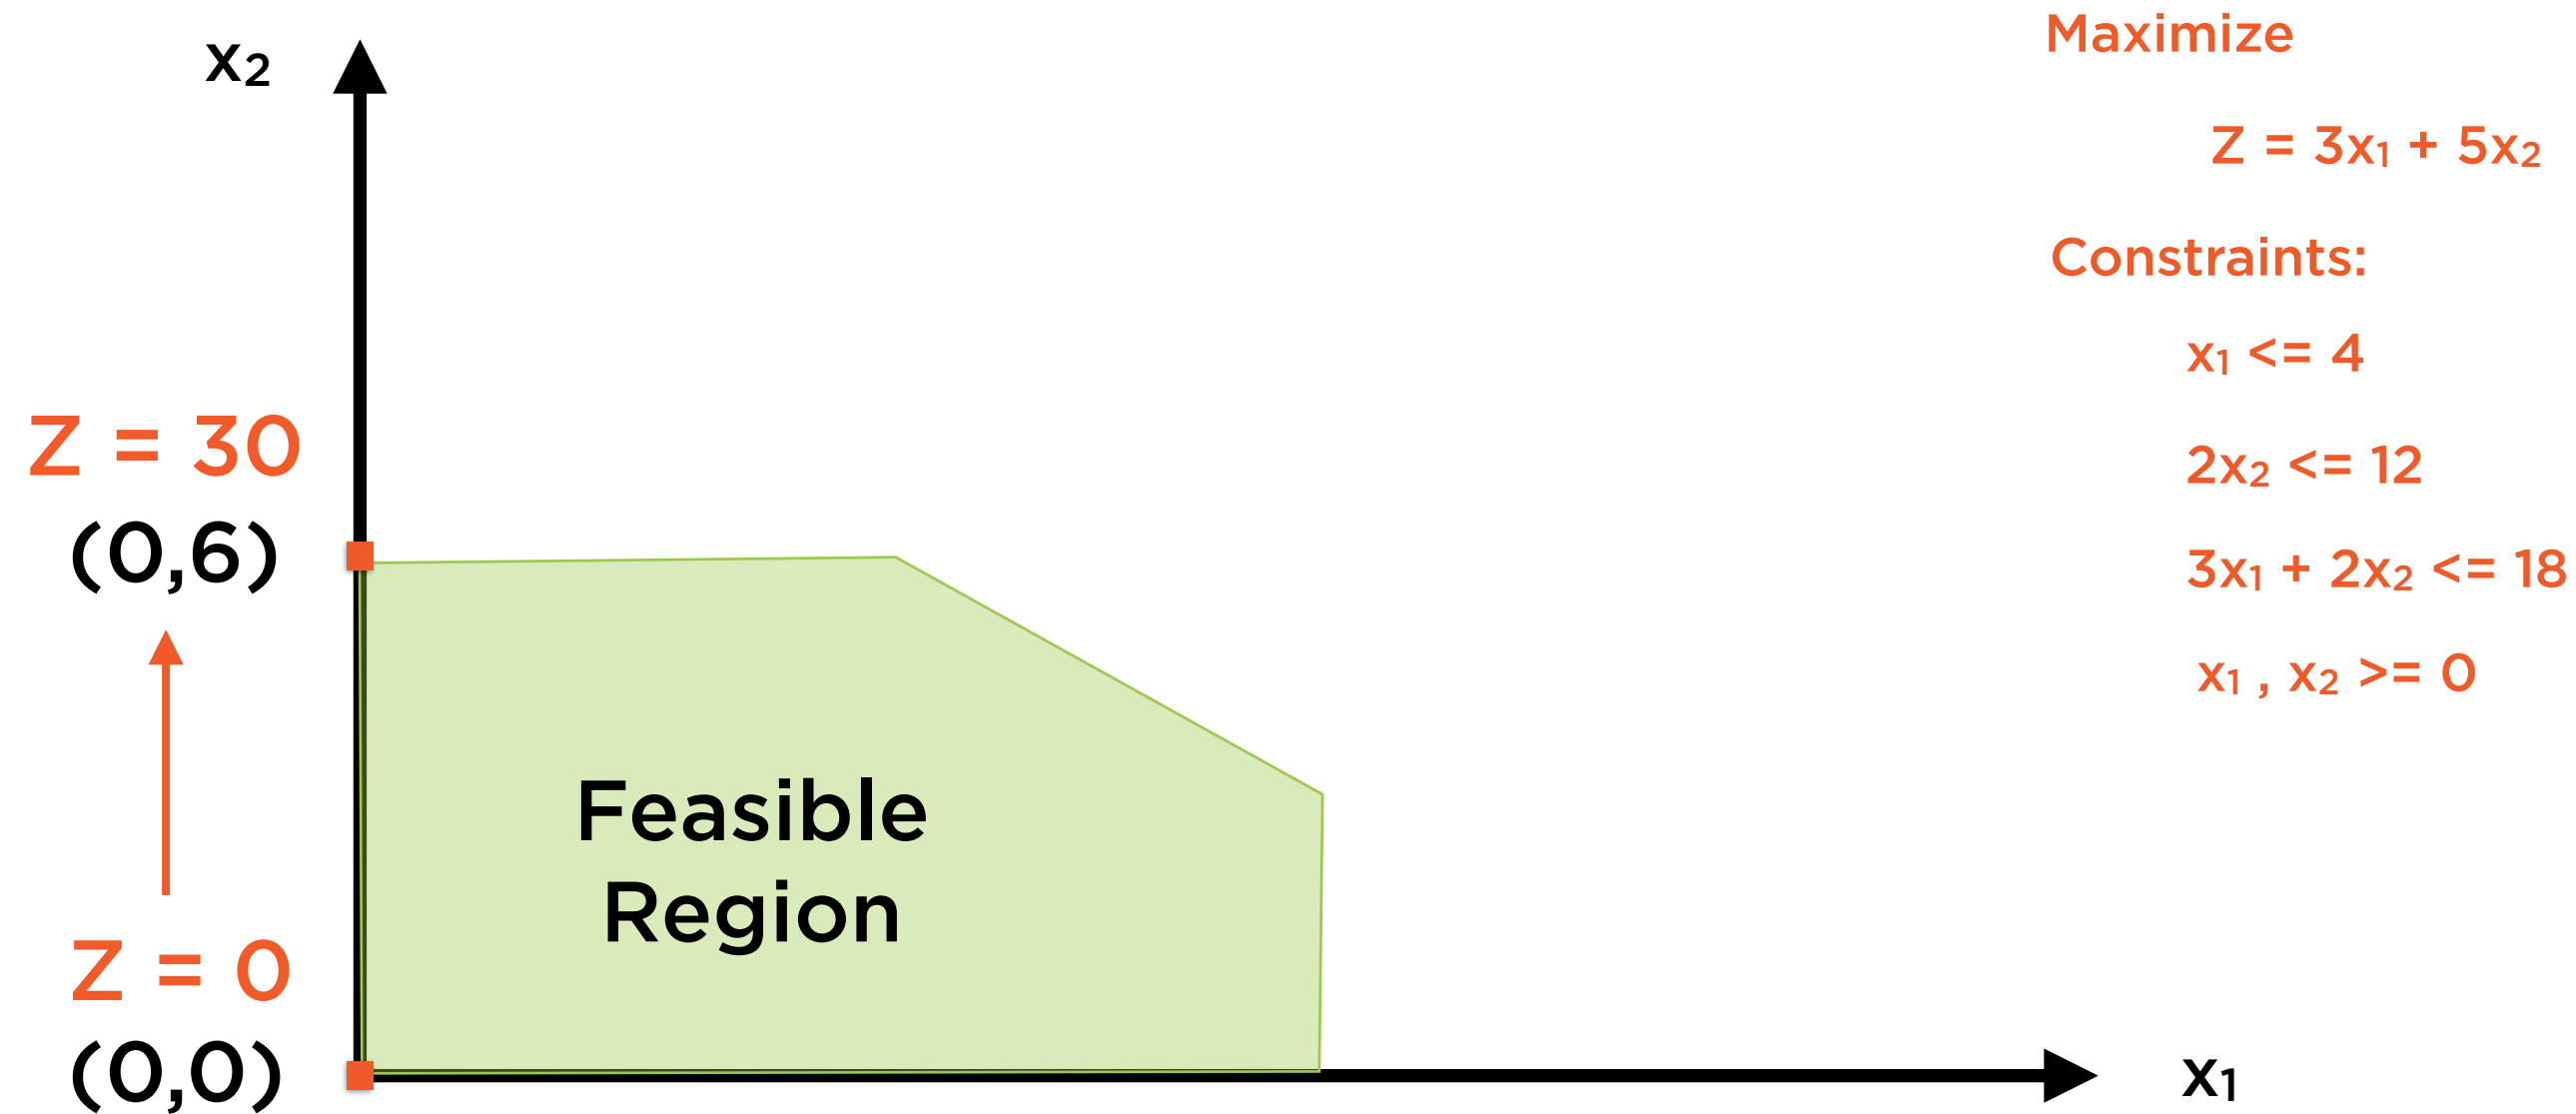 x₂
Z = 30
(0,6)
Z = 0
(0,0)
Feasible
Region
x₁
Maximize
Z = 3x₁ + 5x₂
Constraints:
x₁ <= 4
2x₂ <= 12
3x₁ + 2x₂ <= 18
x₁ , x₂ >= 0